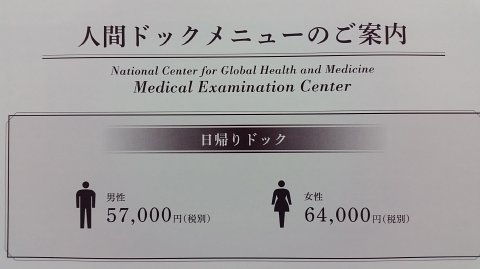 人間ドックメニューのご案内
National Center for Global Health and Medicine
Medical Examination Center
日帰りドック
男性
57,000円(税別)
女性
64,000円(税別)